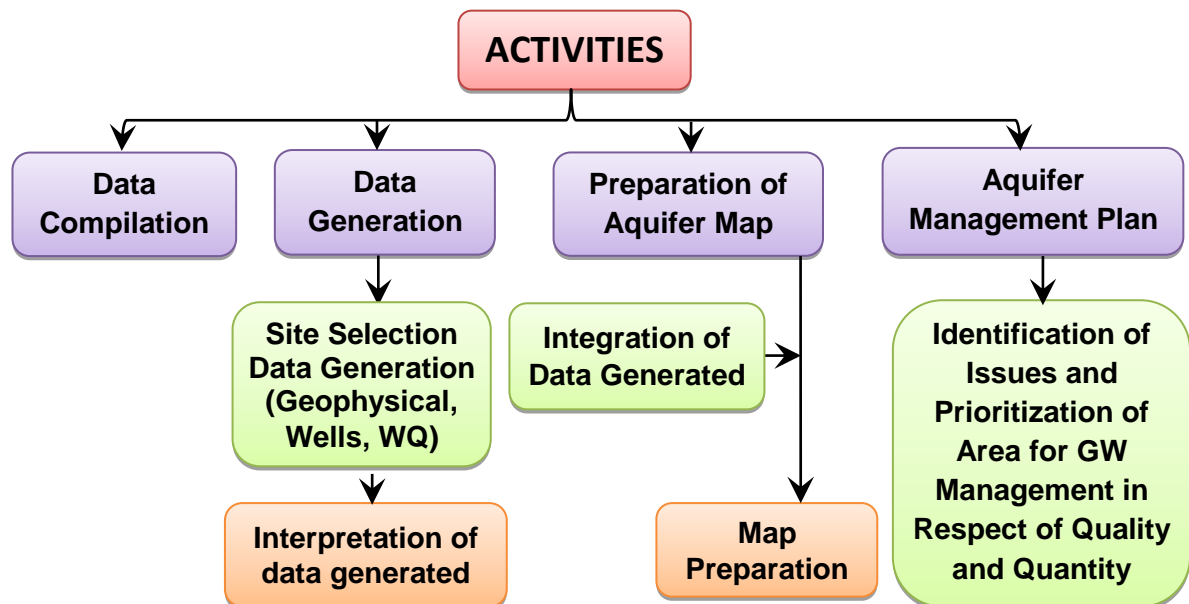 ACTIVITIES
Data
Compilation
Data
Generation
Preparation of
Aquifer Map
Aquifer
Management Plan
Site Selection
Data Generation
(Geophysical,
Wells, WQ)
Integration of
Data Generated
Identification of
Issues and
Prioritization of
Area for GW
Management in
Respect of Quality
and Quantity
Interpretation of
data generated
Map
Preparation